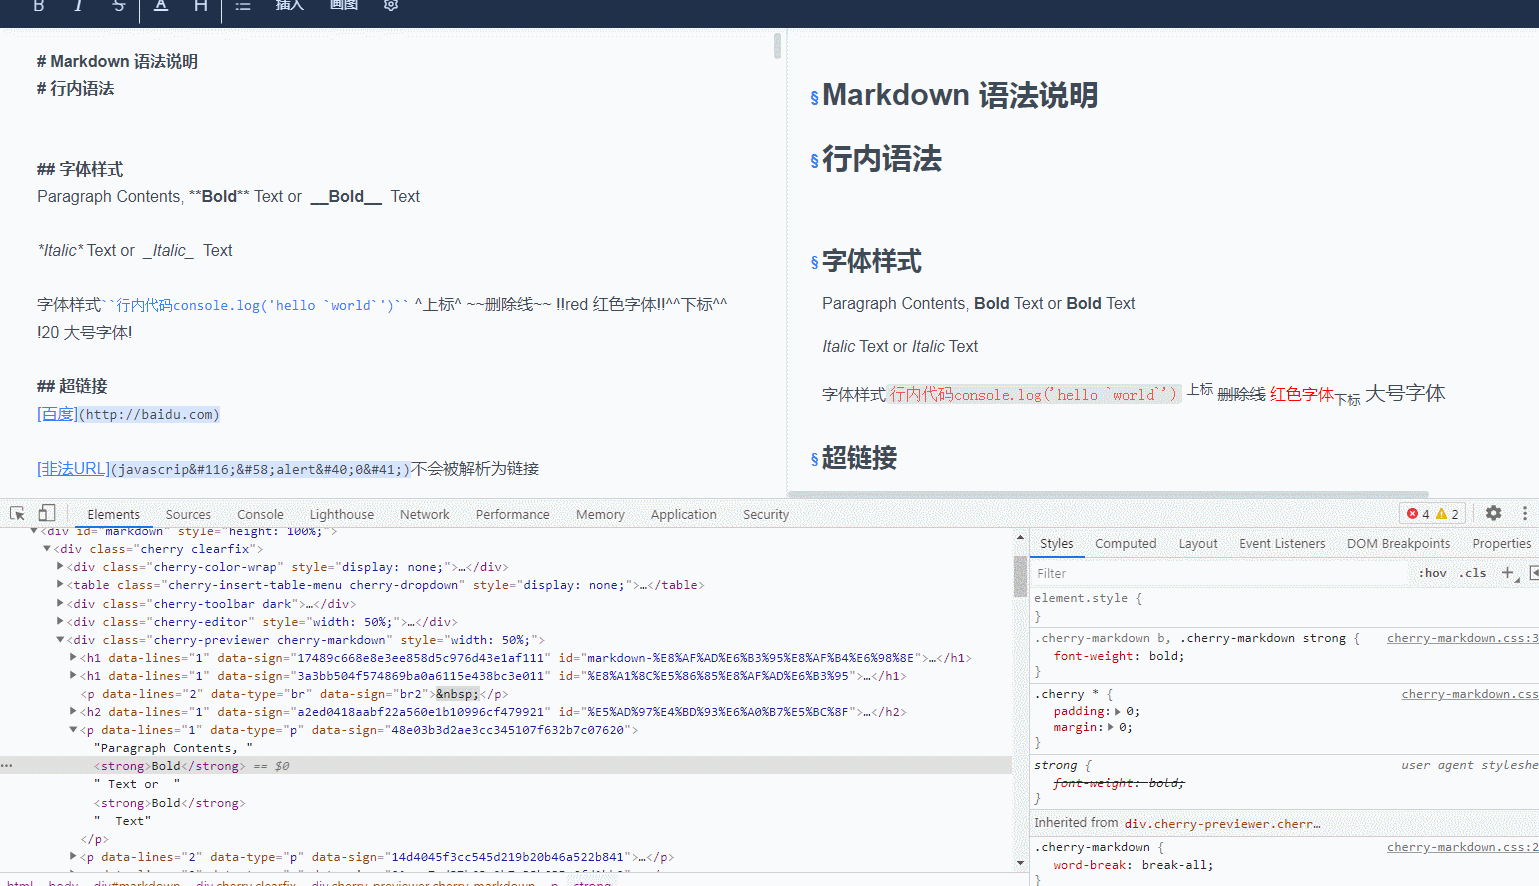 B I S A H 插入 画图
# Markdown 语法说明
# 行内语法
## 字体样式
Paragraph Contents, **Bold** Text or __Bold__ Text
*Italic* Text or _Italic_ Text
字体样式``行内代码console.log('hello `world`')`` ^上标^ ~~删除线~~ !!red 红色字体!!^^下标^^
!20 大号字体!
## 超链接
[百度](http://baidu.com)
[非法URL](javascrip&#116;&#58;alert&#40;0&#41;)不会被解析为链接
§Markdown 语法说明
§行内语法
§字体样式
Paragraph Contents, Bold Text or Bold Text
Italic Text or Italic Text
字体样式 行内代码console.log('hello `world`') 上标 删除线 红色字体下标 大号字体
§超链接
Elements Sources Console Lighthouse Network Performance Memory Application Security 4 2
<div id="markdown" style="height: 100%;">
<div class="cherry clearfix">
<div class="cherry-color-wrap" style="display: none;">…</div>
<table class="cherry-insert-table-menu cherry-dropdown" style="display: none;">…</table>
<div class="cherry-toolbar dark">…</div>
<div class="cherry-editor" style="width: 50%;">…</div>
<div class="cherry-previewer cherry-markdown" style="width: 50%;">
<h1 data-lines="1" data-sign="17489c668e8e3ee858d5c976d43e1af111" id="markdown-%E8%AF%AD%E6%B3%95%E8%AF%B4%E6%98%8E">…</h1>
<h1 data-lines="1" data-sign="3a3bb504f574869ba0a6115e438bc3e011" id="%E8%A1%8C%E5%86%85%E8%AF%AD%E6%B3%95">…</h1>
<p data-lines="2" data-type="br" data-sign="br2">&nbsp;</p>
<h2 data-lines="1" data-sign="a2ed0418aabf22a560e1b10996cf479921" id="%E5%AD%97%E4%BD%93%E6%A0%B7%E5%BC%8F">…</h2>
<p data-lines="1" data-type="p" data-sign="48e03b3d2ae3cc345107f632b7c07620">
"Paragraph Contents, "
… <strong>Bold</strong> == $0
" Text or "
<strong>Bold</strong>
" Text"
</p>
<p data-lines="2" data-type="p" data-sign="14d4045f3cc545d219b20b46a522b841">…</p>
html body div#markdown div.cherry.clearfix div.cherry-previewer.cherry-markdown p strong
Styles Computed Layout Event Listeners DOM Breakpoints Properties
Filter :hov .cls +
element.style {
}
.cherry-markdown b, .cherry-markdown strong { cherry-markdown.css:3
font-weight: bold;
}
.cherry * { cherry-markdown.css
padding: 0;
margin: 0;
}
strong { user agent styleshe
font-weight: bold;
}
Inherited from div.cherry-previewer.cherr…
.cherry-markdown { cherry-markdown.css:2
word-break: break-all;
}